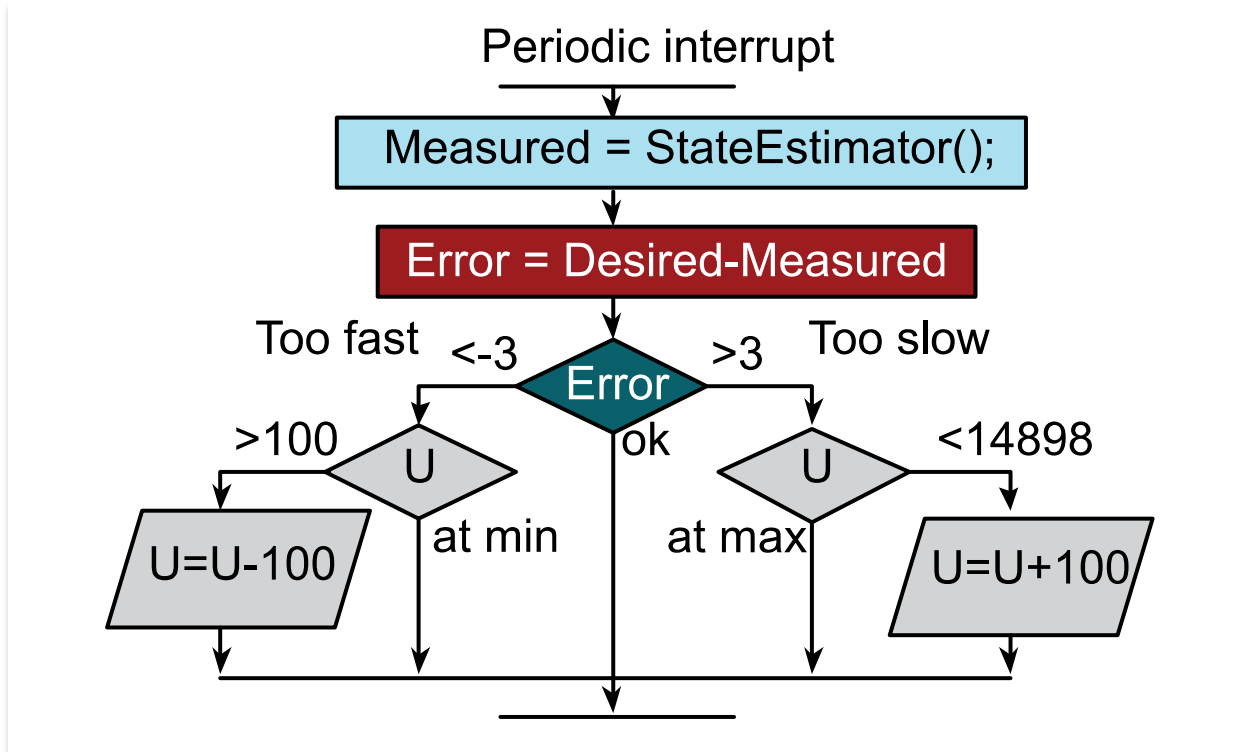 Periodic interrupt
Measured = StateEstimator();
Error = Desired-Measured
Too fast
<-3
Error
>3
Too slow
>100
U
ok
U
<14898
at min
at max
U=U-100
U=U+100